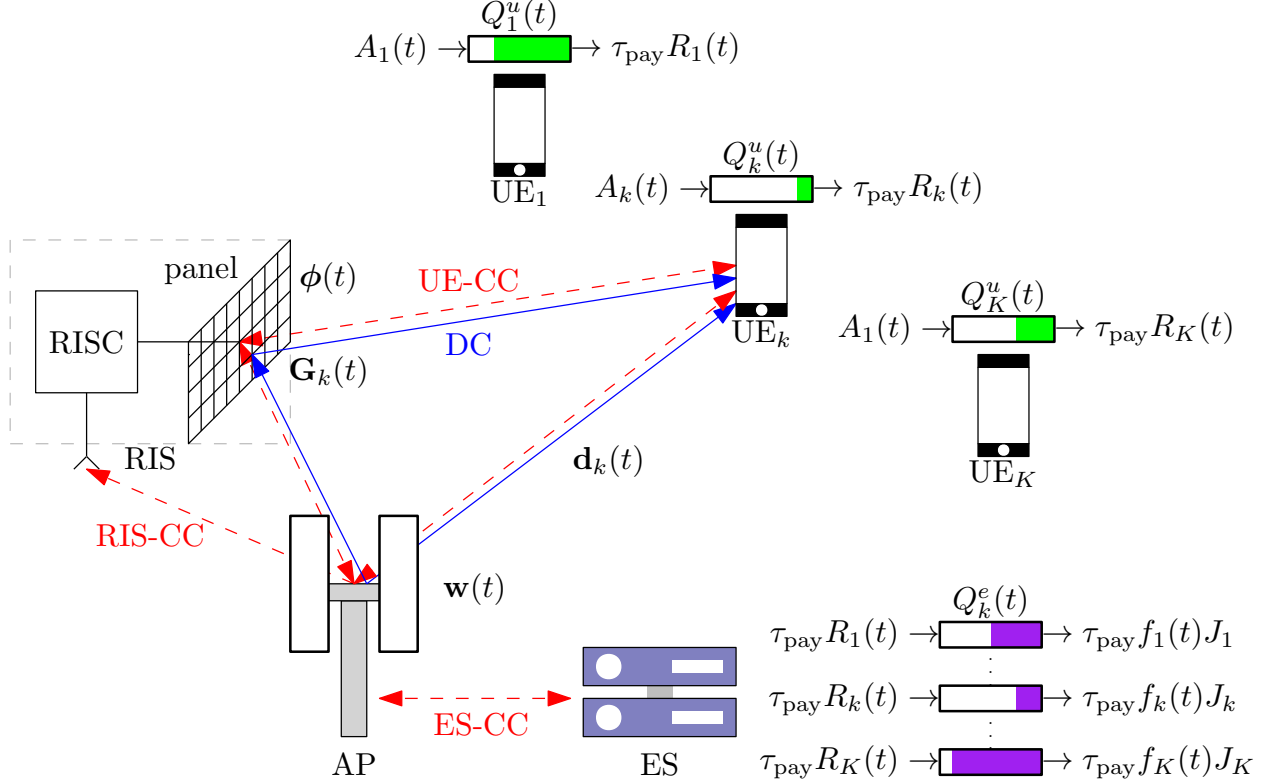 Q_1^u(t)
A_1(t) → → τ_pay R_1(t)
UE_1
Q_k^u(t)
A_k(t) → → τ_pay R_k(t)
UE_k
Q_K^u(t)
A_1(t) → → τ_pay R_K(t)
UE_K
panel
ϕ(t)
UE-CC
RISC
DC
G_k(t)
RIS
d_k(t)
RIS-CC
w(t)
ES-CC
AP
ES
Q_k^e(t)
τ_pay R_1(t) → → τ_pay f_1(t)J_1
τ_pay R_k(t) → → τ_pay f_k(t)J_k
τ_pay R_K(t) → → τ_pay f_K(t)J_K